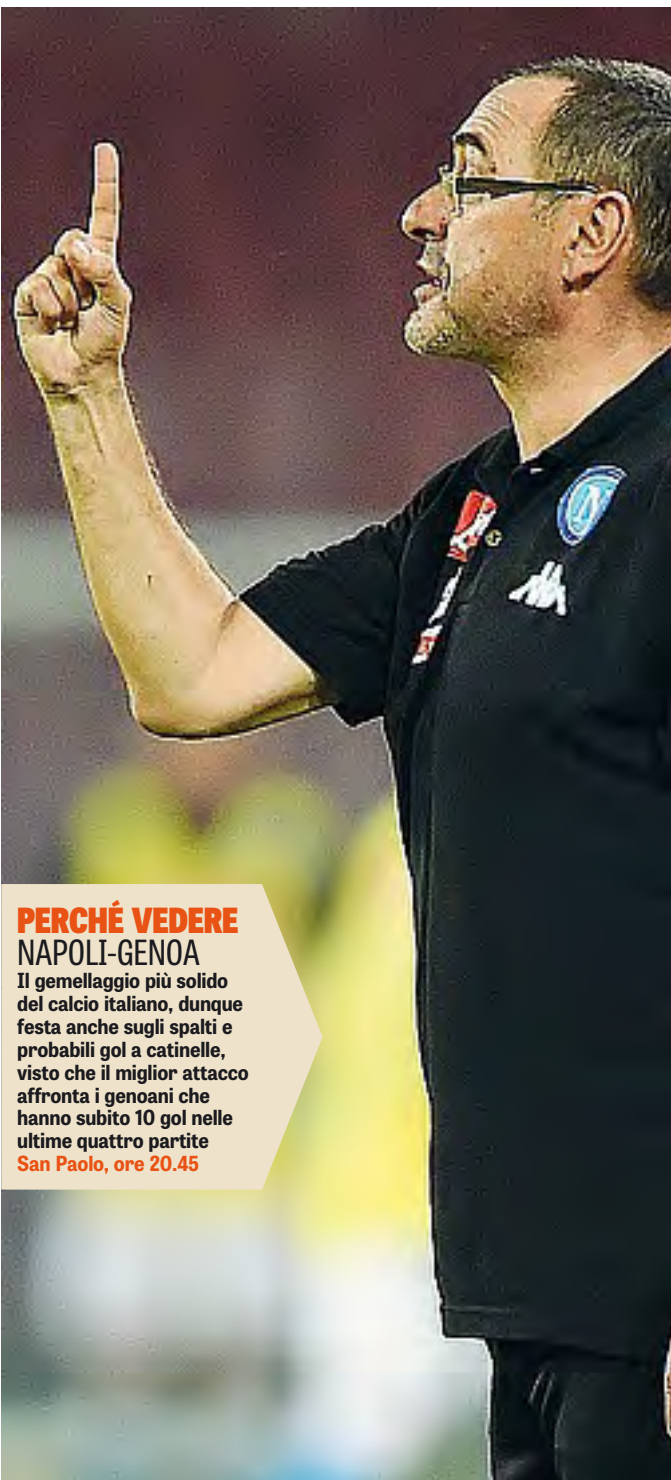 PERCHÉ VEDERE
NAPOLI-GENOA
Il gemellaggio più solido
del calcio italiano, dunque
festa anche sugli spalti e
probabili gol a catinelle,
visto che il miglior attacco
affronta i genoani che
hanno subito 10 gol nelle
ultime quattro partite
San Paolo, ore 20.45
N